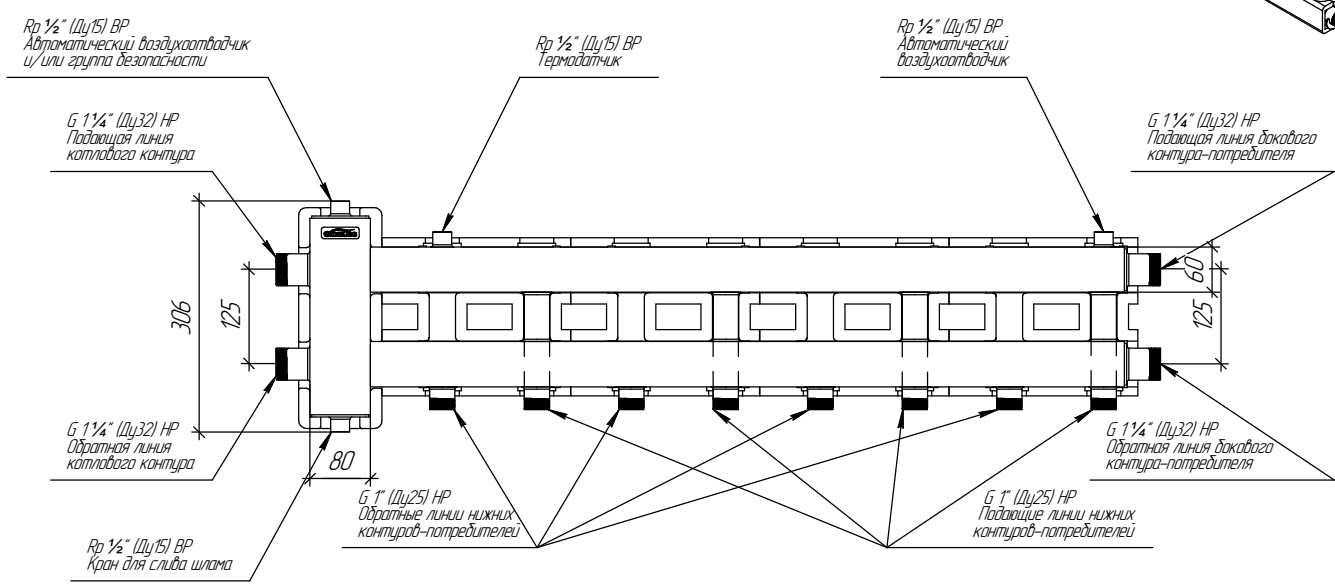 Rp ½" (Ду15) ВР
Автоматический воздухоотводчик
и/или группа безопасности
Rp ½" (Ду15) ВР
Термодатчик
Rp ½" (Ду15) ВР
Автоматический
воздухоотводчик
G 1¼" (Ду32) НР
Подающая линия
котлового контура
G 1¼" (Ду32) НР
Подающая линия бокового
контура-потребителя
306
125
60
125
80
G 1¼" (Ду32) НР
Обратная линия
котлового контура
G 1¼" (Ду32) НР
Обратная линия бокового
контура-потребителя
G 1" (Ду25) НР
Обратные линии нижних
контуров-потребителей
G 1" (Ду25) НР
Подающие линии нижних
контуров-потребителей
Rp ½" (Ду15) ВР
Кран для слива шлама